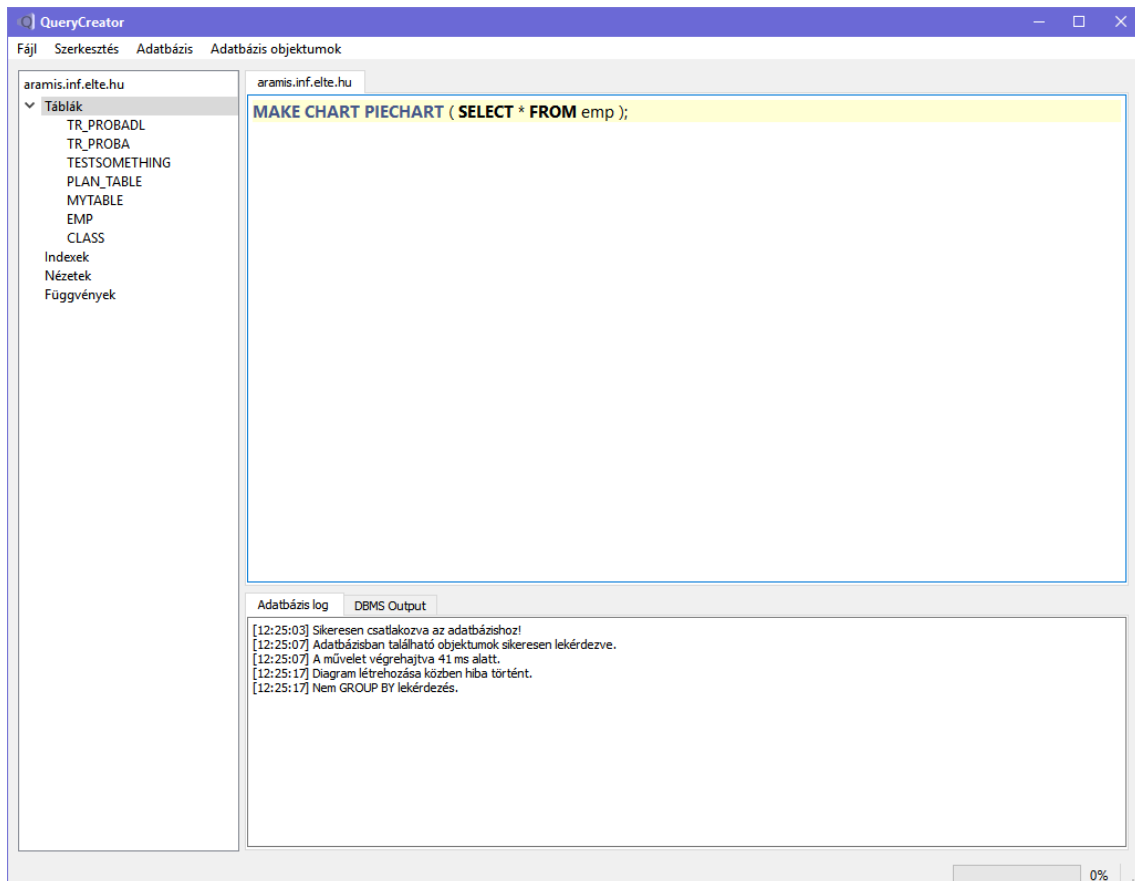 QueryCreator
Fájl Szerkesztés Adatbázis Adatbázis objektumok
aramis.inf.elte.hu
Táblák
TR_PROBADL
TR_PROBA
TESTSOMETHING
PLAN_TABLE
MYTABLE
EMP
CLASS
Indexek
Nézetek
Függvények
aramis.inf.elte.hu
MAKE CHART PIECHART ( SELECT * FROM emp );
Adatbázis log DBMS Output
[12:25:03] Sikeresen csatlakozva az adatbázishoz!
[12:25:07] Adatbázisban található objektumok sikeresen lekérdezve.
[12:25:07] A művelet végrehajtva 41 ms alatt.
[12:25:17] Diagram létrehozása közben hiba történt.
[12:25:17] Nem GROUP BY lekérdezés.
0%